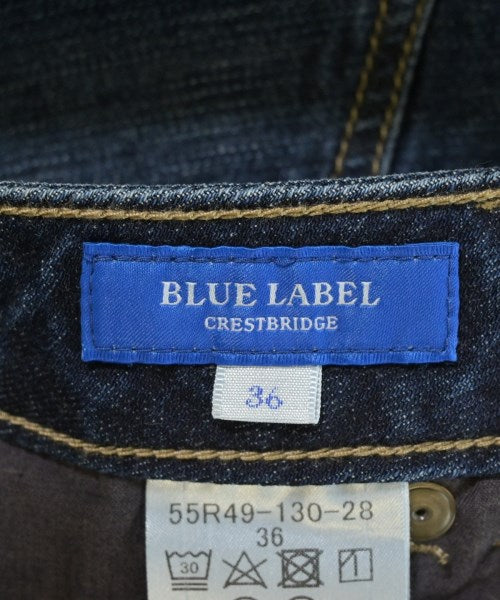 BLUE LABEL
CRESTBRIDGE
36
55R49-130-28
36
30